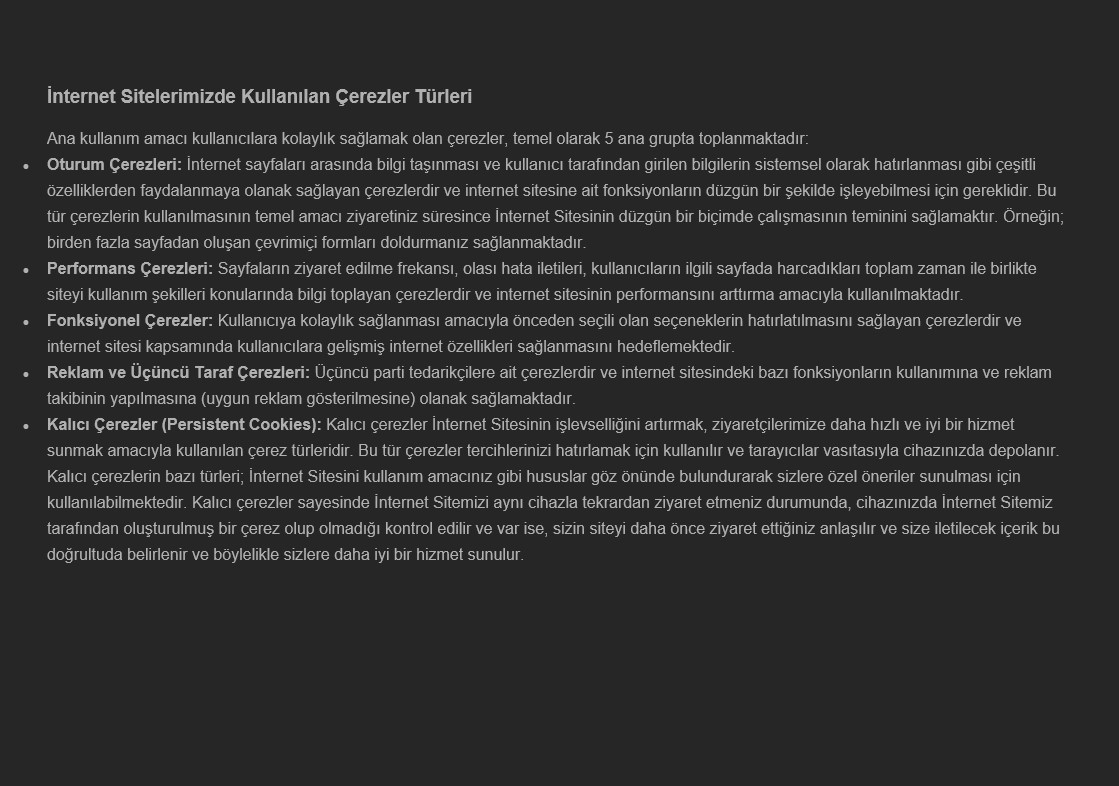 İnternet Sitelerimizde Kullanılan Çerezler Türleri
Ana kullanım amacı kullanıcılara kolaylık sağlamak olan çerezler, temel olarak 5 ana grupta toplanmaktadır:
• Oturum Çerezleri: İnternet sayfaları arasında bilgi taşınması ve kullanıcı tarafından girilen bilgilerin sistemsel olarak hatırlanması gibi çeşitli
özelliklerden faydalanmaya olanak sağlayan çerezlerdir ve internet sitesine ait fonksiyonların düzgün bir şekilde işleyebilmesi için gereklidir. Bu
tür çerezlerin kullanılmasının temel amacı ziyaretiniz süresince İnternet Sitesinin düzgün bir biçimde çalışmasının teminini sağlamaktır. Örneğin;
birden fazla sayfadan oluşan çevrimiçi formları doldurmanız sağlanmaktadır.
• Performans Çerezleri: Sayfaların ziyaret edilme frekansı, olası hata iletileri, kullanıcıların ilgili sayfada harcadıkları toplam zaman ile birlikte
siteyi kullanım şekilleri konularında bilgi toplayan çerezlerdir ve internet sitesinin performansını arttırma amacıyla kullanılmaktadır.
• Fonksiyonel Çerezler: Kullanıcıya kolaylık sağlanması amacıyla önceden seçili olan seçeneklerin hatırlatılmasını sağlayan çerezlerdir ve
internet sitesi kapsamında kullanıcılara gelişmiş internet özellikleri sağlanmasını hedeflemektedir.
• Reklam ve Üçüncü Taraf Çerezleri: Üçüncü parti tedarikçilere ait çerezlerdir ve internet sitesindeki bazı fonksiyonların kullanımına ve reklam
takibinin yapılmasına (uygun reklam gösterilmesine) olanak sağlamaktadır.
• Kalıcı Çerezler (Persistent Cookies): Kalıcı çerezler İnternet Sitesinin işlevselliğini artırmak, ziyaretçilerimize daha hızlı ve iyi bir hizmet
sunmak amacıyla kullanılan çerez türleridir. Bu tür çerezler tercihlerinizi hatırlamak için kullanılır ve tarayıcılar vasıtasıyla cihazınızda depolanır.
Kalıcı çerezlerin bazı türleri; İnternet Sitesini kullanım amacınız gibi hususlar göz önünde bulundurarak sizlere özel öneriler sunulması için
kullanılabilmektedir. Kalıcı çerezler sayesinde İnternet Sitemizi aynı cihazla tekrardan ziyaret etmeniz durumunda, cihazınızda İnternet Sitemiz
tarafından oluşturulmuş bir çerez olup olmadığı kontrol edilir ve var ise, sizin siteyi daha önce ziyaret ettiğiniz anlaşılır ve size iletilecek içerik bu
doğrultuda belirlenir ve böylelikle sizlere daha iyi bir hizmet sunulur.